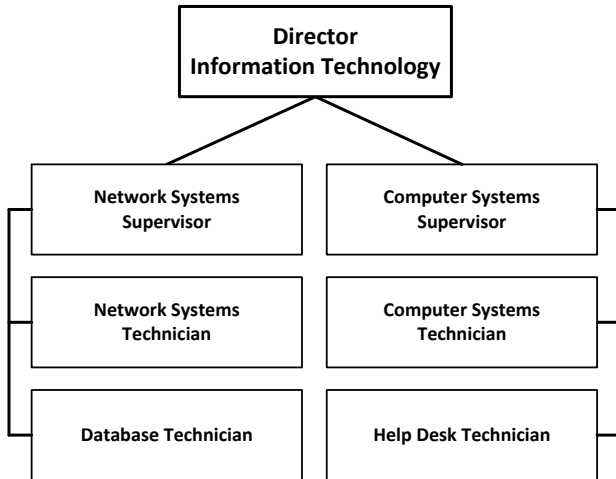 Director
Information Technology
Network Systems
Supervisor
Computer Systems
Supervisor
Network Systems
Technician
Computer Systems
Technician
Database Technician
Help Desk Technician